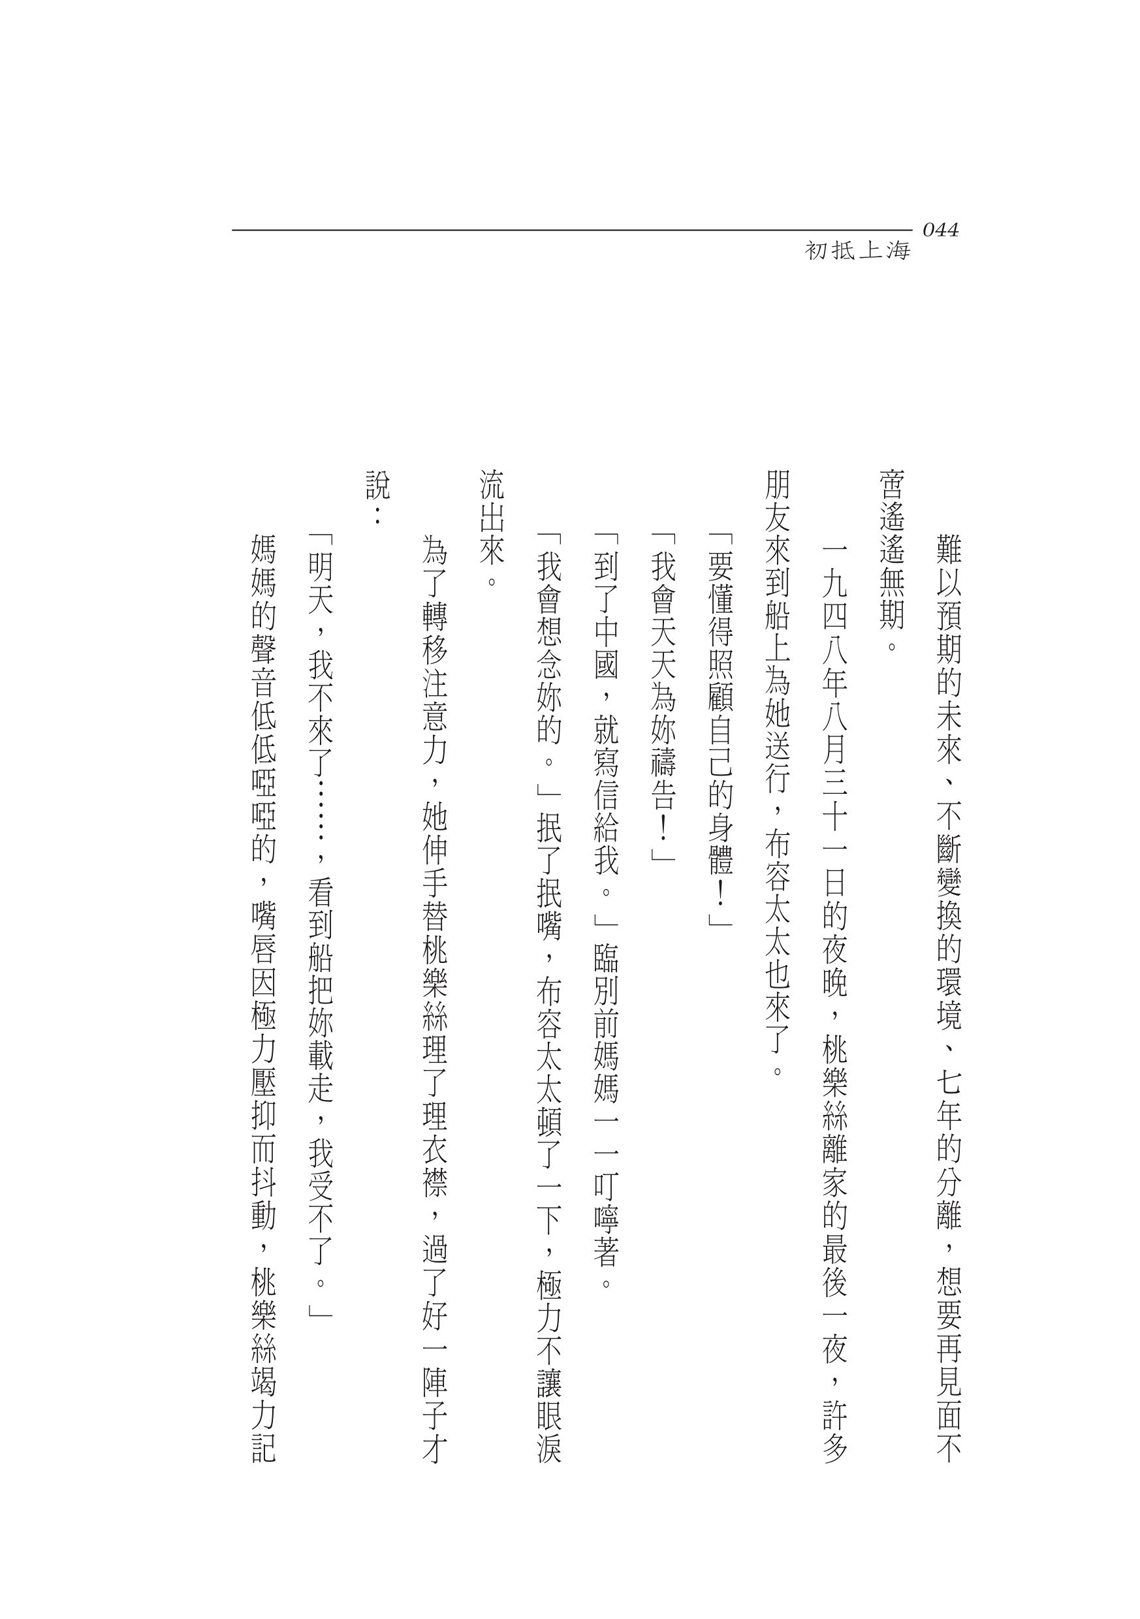 044
初抵上海
難以預期的未來、不斷變換的環境、七年的分離，想要再見面不
啻遙遙無期。
一九四八年八月三十一日的夜晚，桃樂絲離家的最後一夜，許多
朋友來到船上為她送行，布容太太也來了。
「要懂得照顧自己的身體！」
「我會天天為妳禱告！」
「到了中國，就寫信給我。」臨別前媽媽一一叮嚀著。
「我會想念妳的。」抿了抿嘴，布容太太頓了一下，極力不讓眼淚
流出來。
為了轉移注意力，她伸手替桃樂絲理了理衣襟，過了好一陣子才
說：
「明天，我不來了……，看到船把妳載走，我受不了。」
媽媽的聲音低低啞啞的，嘴唇因極力壓抑而抖動，桃樂絲竭力記